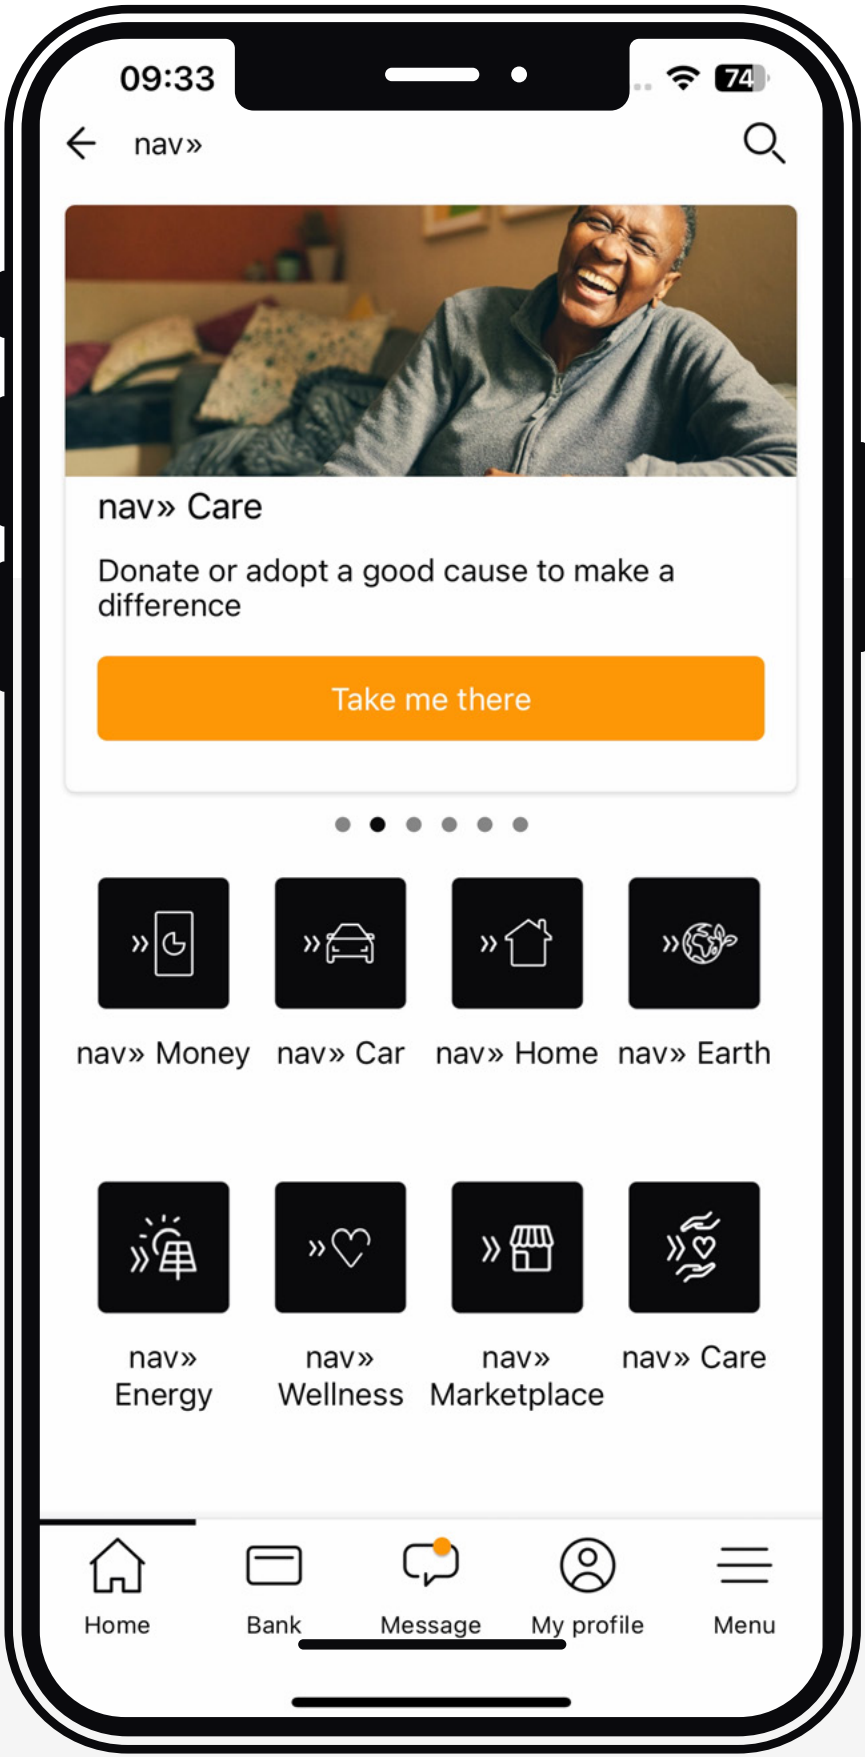 09:33
74
nav»
nav» Care
Donate or adopt a good cause to make a
difference
Take me there
nav» Money nav» Car nav» Home nav» Earth
nav»
Energy
nav»
Wellness
nav»
Marketplace
nav» Care
Home Bank Message My profile Menu